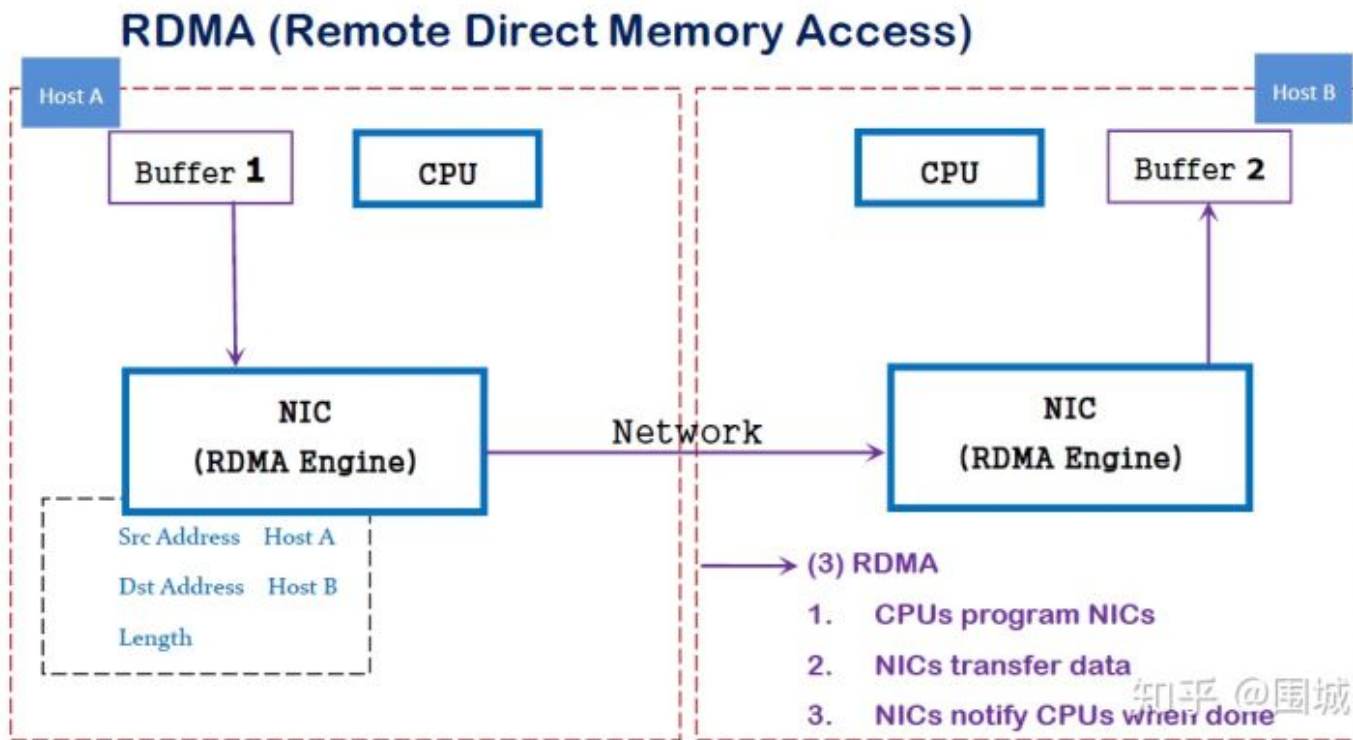 RDMA (Remote Direct Memory Access)
Host A
Host B
Buffer 1
CPU
CPU
Buffer 2
NIC
(RDMA Engine)
Network
NIC
(RDMA Engine)
Src Address Host A
Dst Address Host B
Length
(3) RDMA
1. CPUs program NICs
2. NICs transfer data
3. NICs notify CPUs when done
知乎 @围城